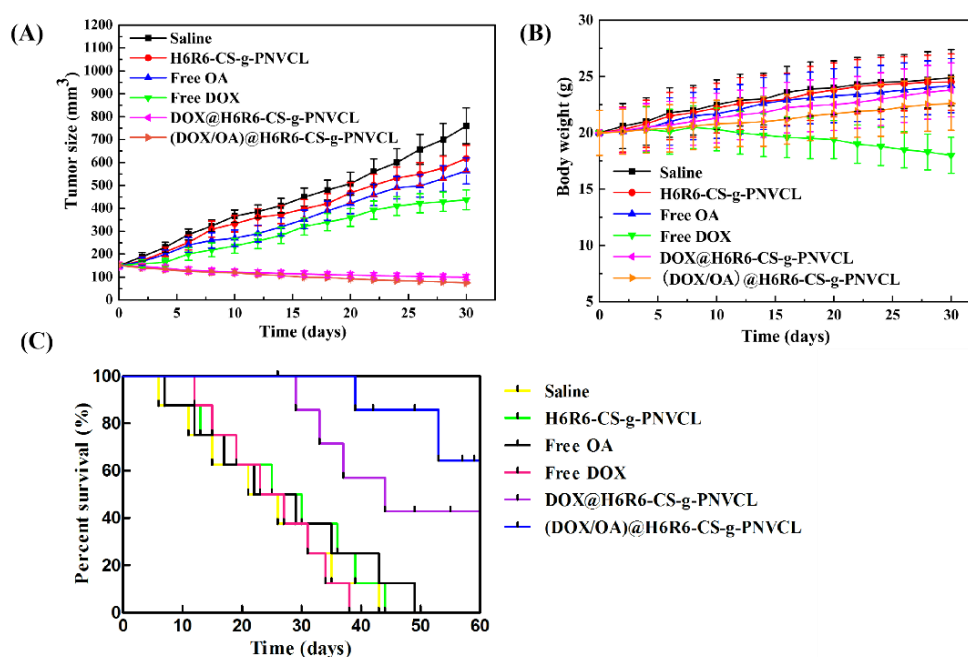 (A)
1200
1100
1000
900
800
700
600
500
400
300
200
100
0
Tumor size (mm³)
Saline
H6R6-CS-g-PNVCL
Free OA
Free DOX
DOX@H6R6-CS-g-PNVCL
(DOX/OA)@H6R6-CS-g-PNVCL
0 5 10 15 20 25 30
Time (days)
(B)
30
25
20
15
10
5
Body weight (g)
Saline
H6R6-CS-g-PNVCL
Free OA
Free DOX
DOX@H6R6-CS-g-PNVCL
（DOX/OA）@H6R6-CS-g-PNVCL
0 5 10 15 20 25 30
Time (days)
(C)
100
80
60
40
20
0
Percent survival (%)
0 10 20 30 40 50 60
Time (days)
Saline
H6R6-CS-g-PNVCL
Free OA
Free DOX
DOX@H6R6-CS-g-PNVCL
(DOX/OA)@H6R6-CS-g-PNVCL